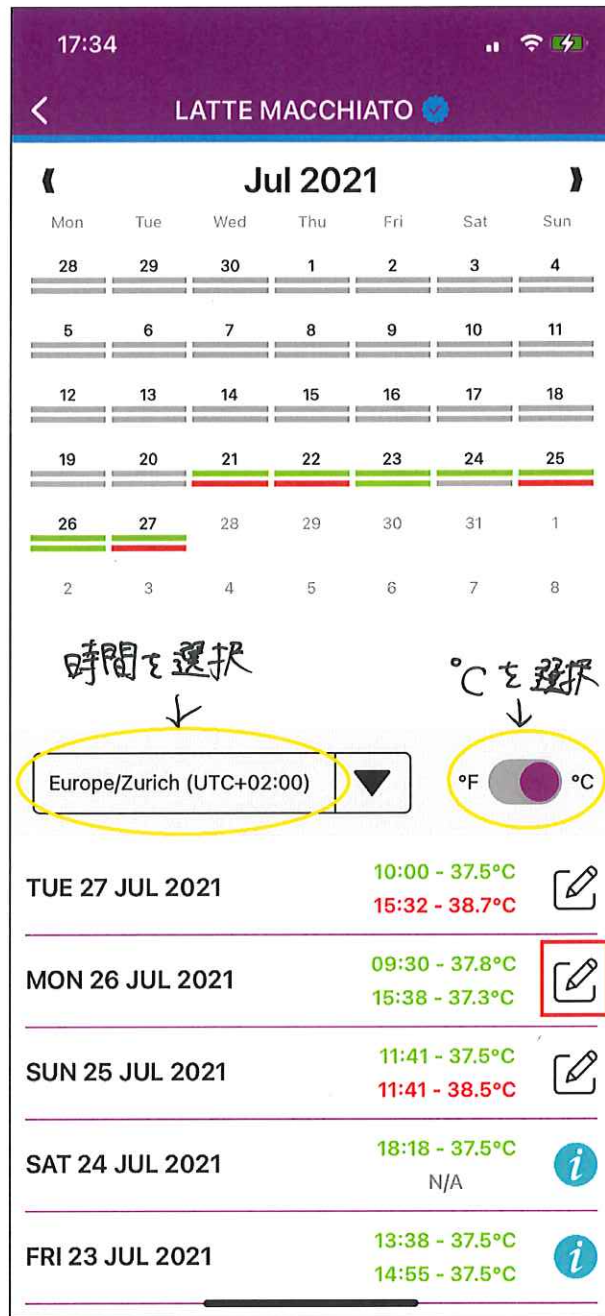 17:34
LATTE MACCHIATO
Jul 2021
Mon Tue Wed Thu Fri Sat Sun
28 29 30 1 2 3 4
5 6 7 8 9 10 11
12 13 14 15 16 17 18
19 20 21 22 23 24 25
26 27 28 29 30 31 1
2 3 4 5 6 7 8
時間を選択
°Cを選択
Europe/Zurich (UTC+02:00)
°F °C
TUE 27 JUL 2021
10:00 - 37.5°C
15:32 - 38.7°C
MON 26 JUL 2021
09:30 - 37.8°C
15:38 - 37.3°C
SUN 25 JUL 2021
11:41 - 37.5°C
11:41 - 38.5°C
SAT 24 JUL 2021
18:18 - 37.5°C
N/A
FRI 23 JUL 2021
13:38 - 37.5°C
14:55 - 37.5°C